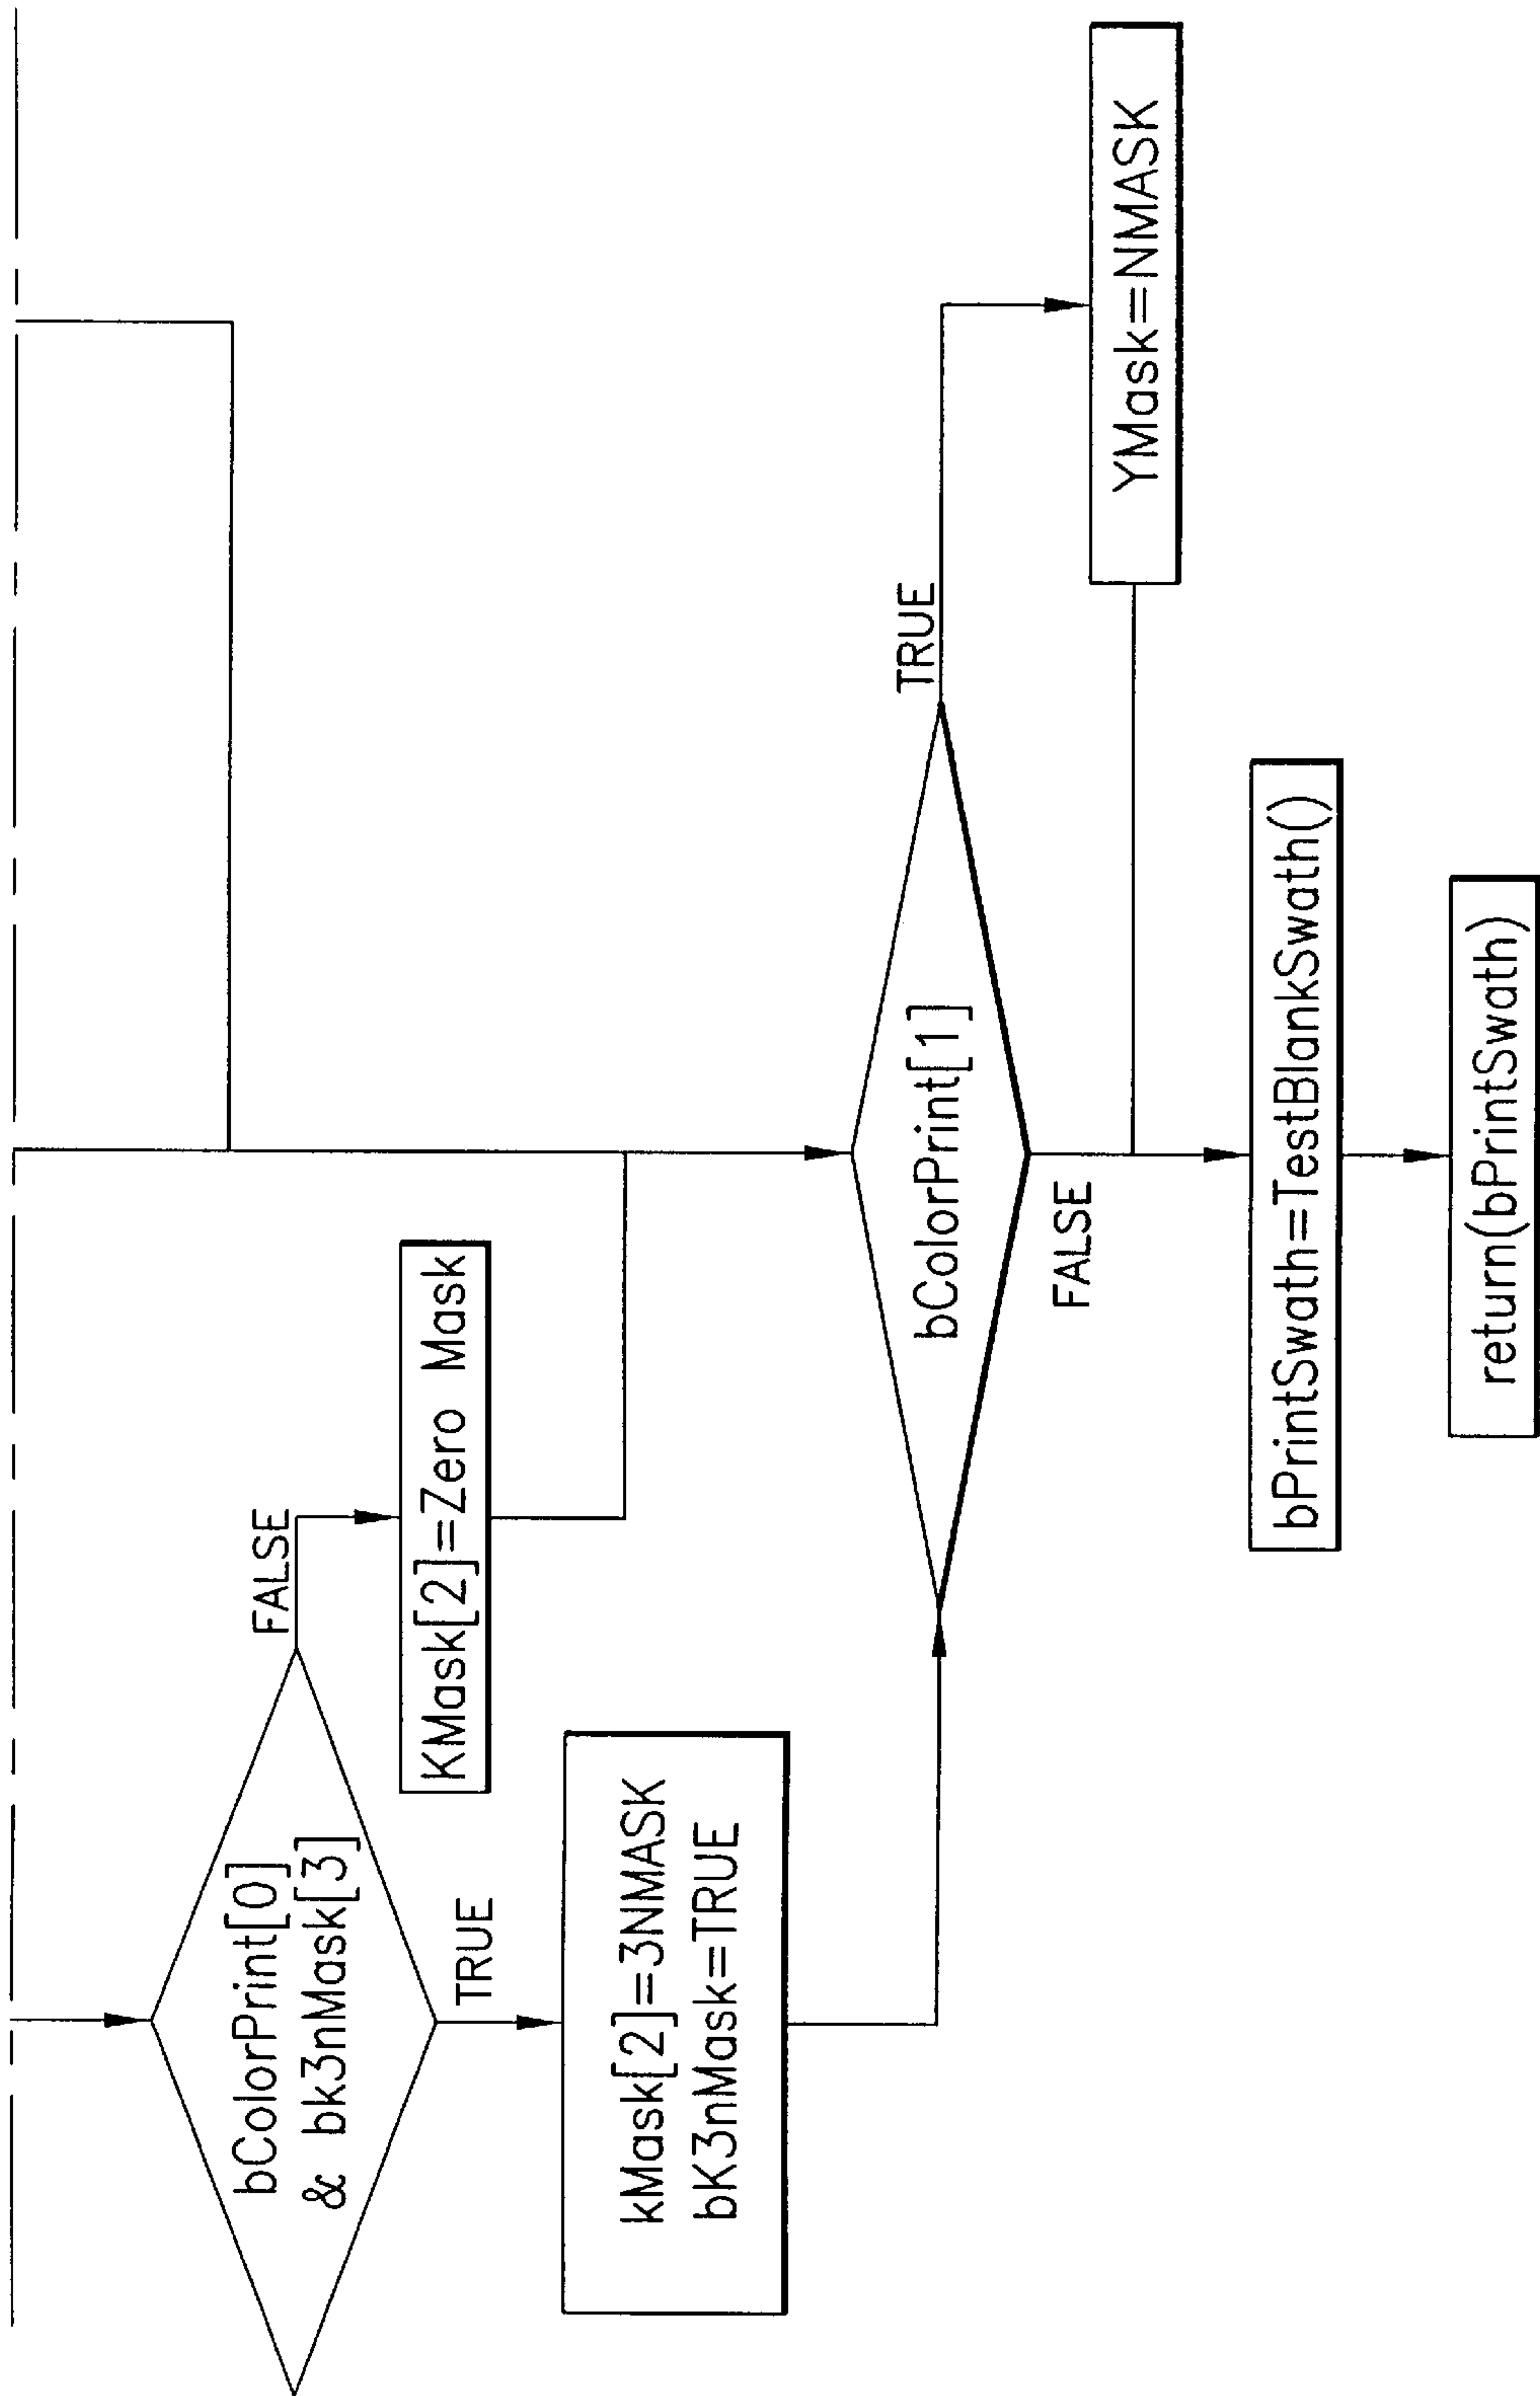 bColorPrint[0]
& bk3nMask[3]
FALSE
TRUE
KMask[2]=Zero Mask
kMask[2]=3NMASK
bK3nMask=TRUE
bColorPrint[1]
TRUE
FALSE
YMask=NMASK
bPrintSwath=TestBlankSwath()
return(bPrintSwath)